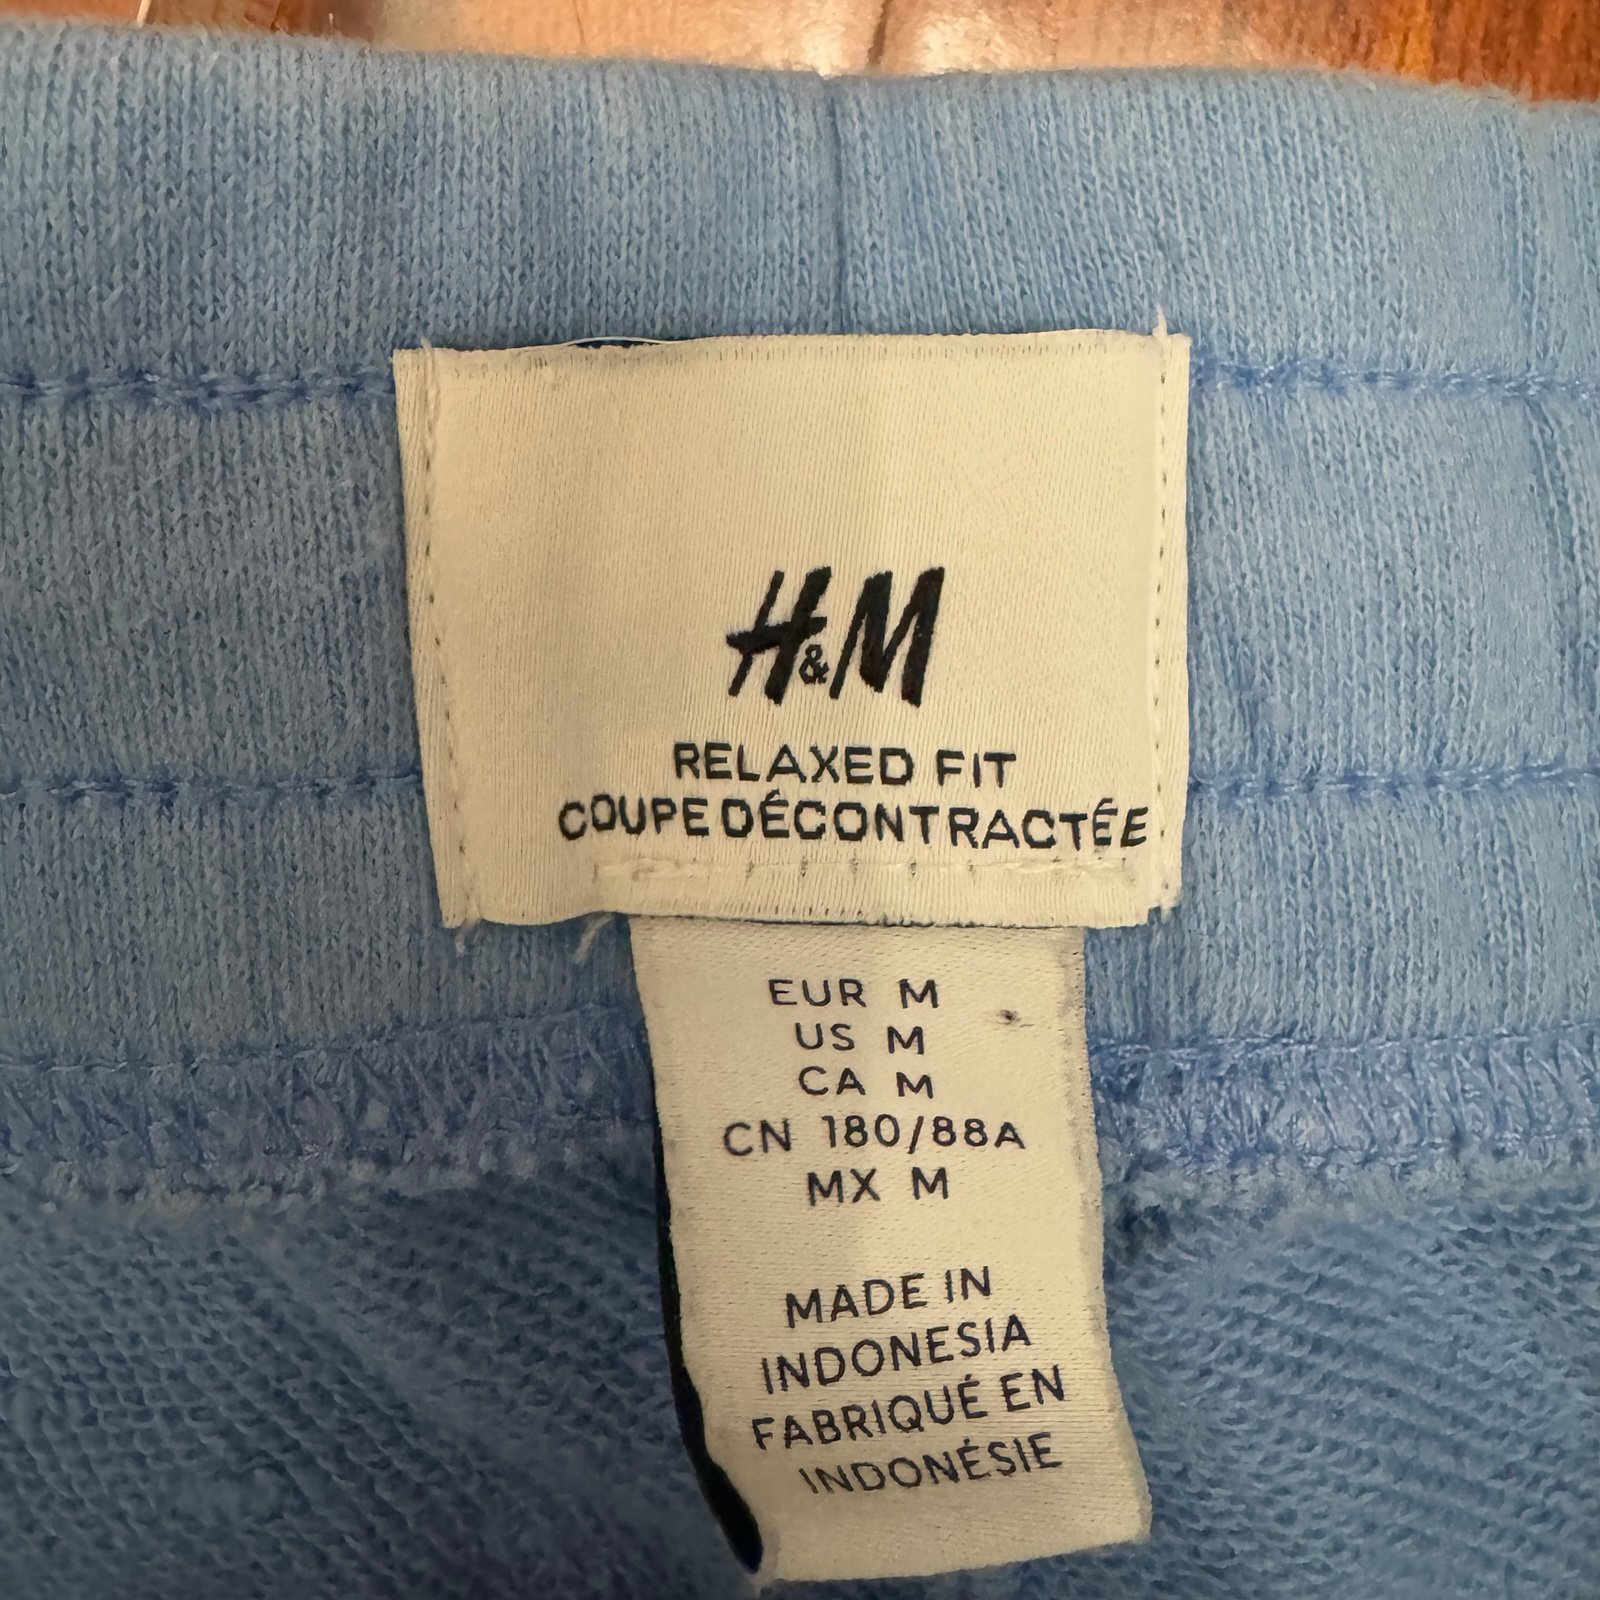 H&M
RELAXED FIT
COUPE DÉCONTRACTÉE
EUR M
US M
CA M
CN 180/88A
MX M
MADE IN
INDONESIA
FABRIQUÉ EN
INDONÉSIE